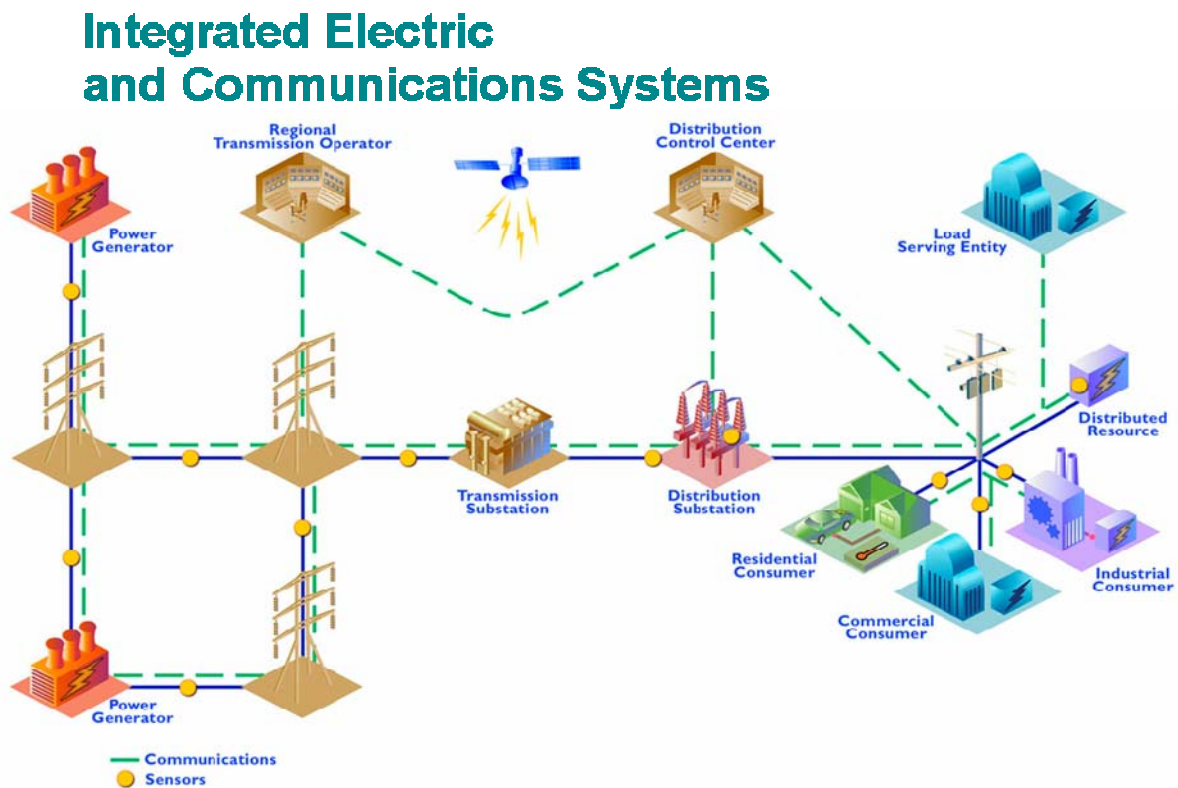 Integrated Electric
and Communications Systems
Regional
Transmission Operator
Distribution
Control Center
Power
Generator
Load
Serving Entity
Distributed
Resource
Transmission
Substation
Distribution
Substation
Residential
Consumer
Industrial
Consumer
Commercial
Consumer
Power
Generator
Communications
Sensors